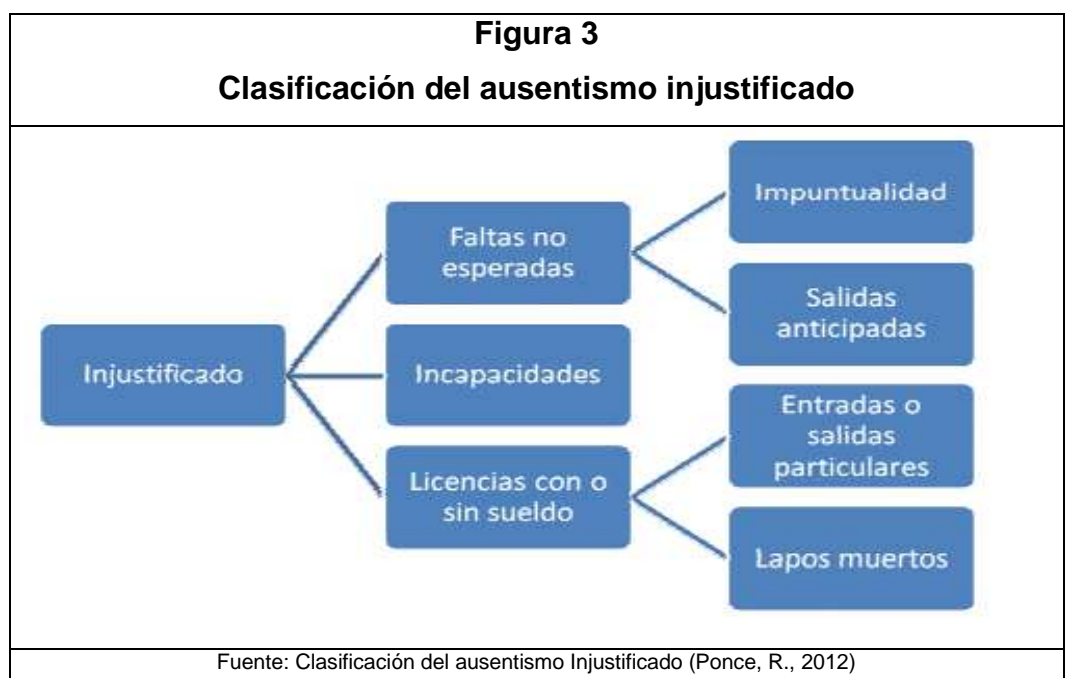 Figura 3
Clasificación del ausentismo injustificado
Injustificado
Faltas no
esperadas
Impuntualidad
Salidas
anticipadas
Incapacidades
Licencias con o
sin sueldo
Entradas o
salidas
particulares
Lapos muertos
Fuente: Clasificación del ausentismo Injustificado (Ponce, R., 2012)